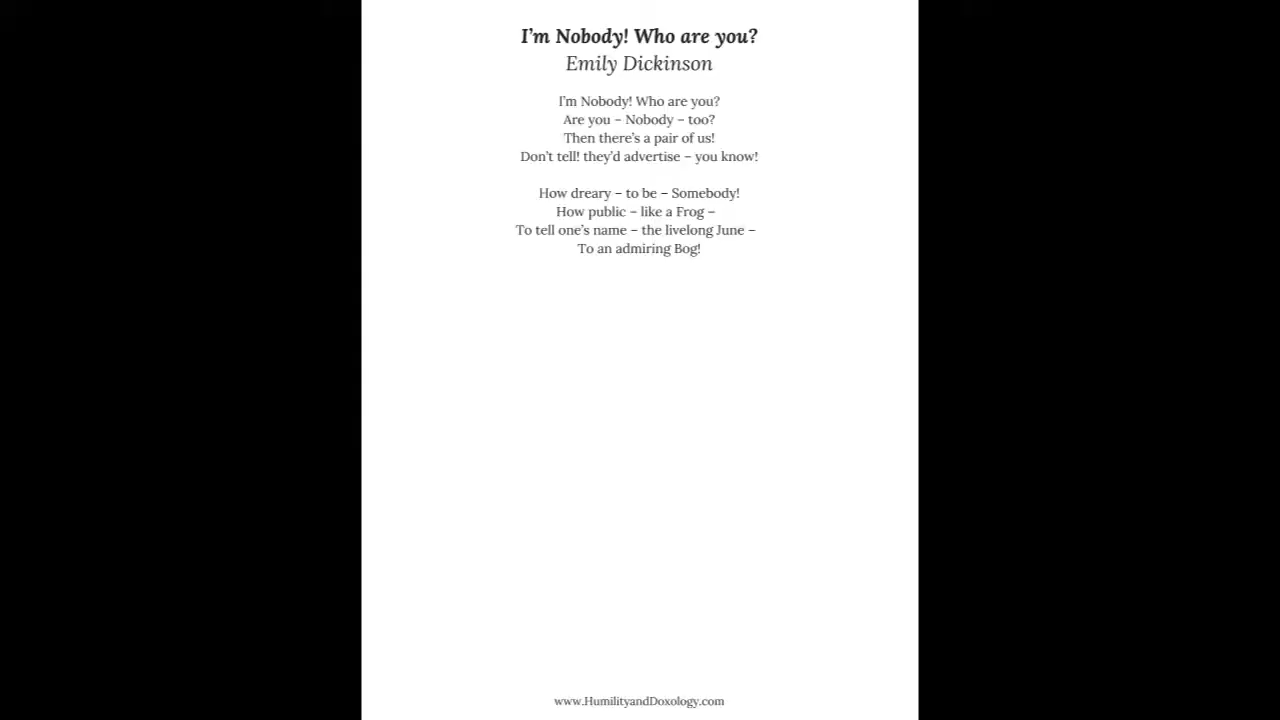 I’m Nobody! Who are you?
Emily Dickinson
I’m Nobody! Who are you?
Are you – Nobody – too?
Then there’s a pair of us!
Don’t tell! they’d advertise – you know!
How dreary – to be – Somebody!
How public – like a Frog –
To tell one’s name – the livelong June –
To an admiring Bog!
www.HumilityandDoxology.com